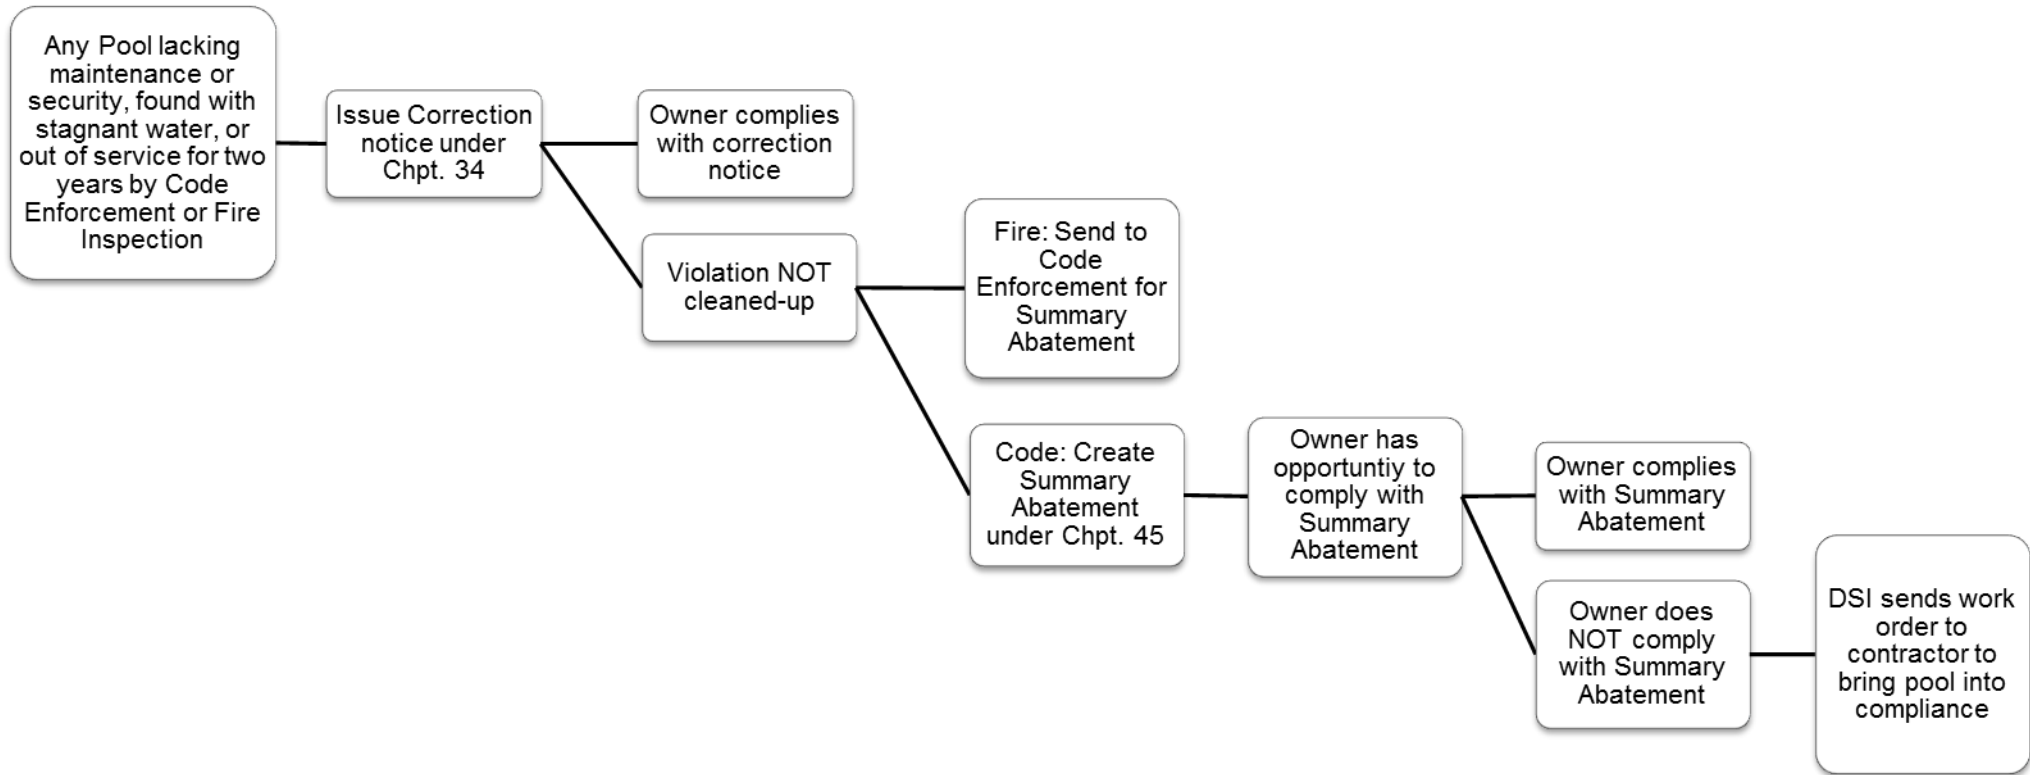 Any Pool lacking
maintenance or
security, found with
stagnant water, or
out of service for two
years by Code
Enforcement or Fire
Inspection
Issue Correction
notice under
Chpt. 34
Owner complies
with correction
notice
Violation NOT
cleaned-up
Fire: Send to
Code
Enforcement for
Summary
Abatement
Code: Create
Summary
Abatement
under Chpt. 45
Owner has
opportuntiy to
comply with
Summary
Abatement
Owner complies
with Summary
Abatement
Owner does
NOT comply
with Summary
Abatement
DSI sends work
order to
contractor to
bring pool into
compliance